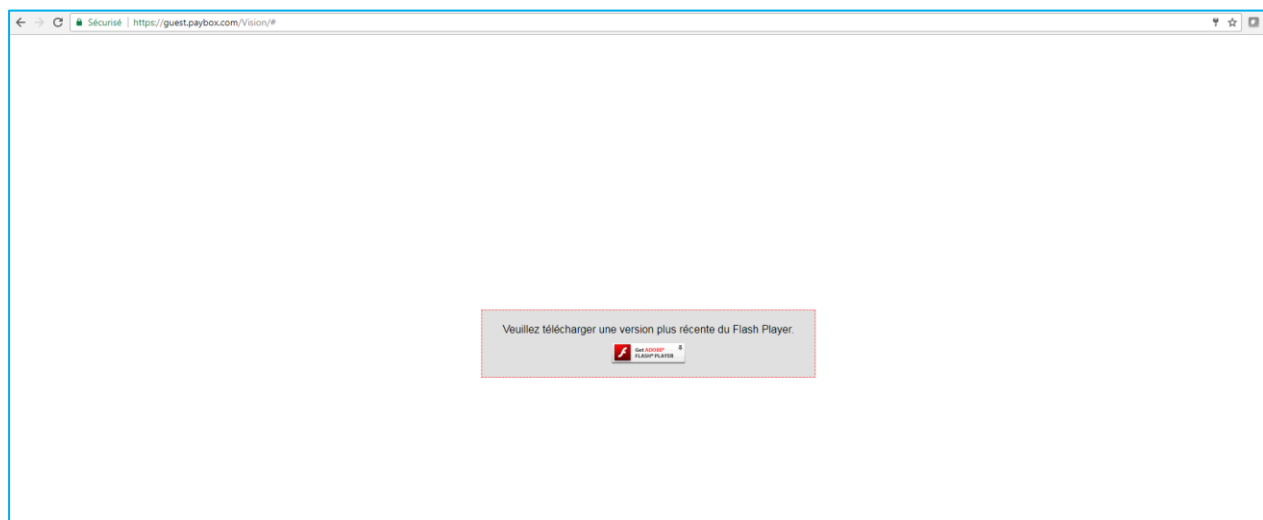 Sécurisé | https://guest.paybox.com/Vision/#
Veuillez télécharger une version plus récente du Flash Player.
Get ADOBE®
FLASH® PLAYER